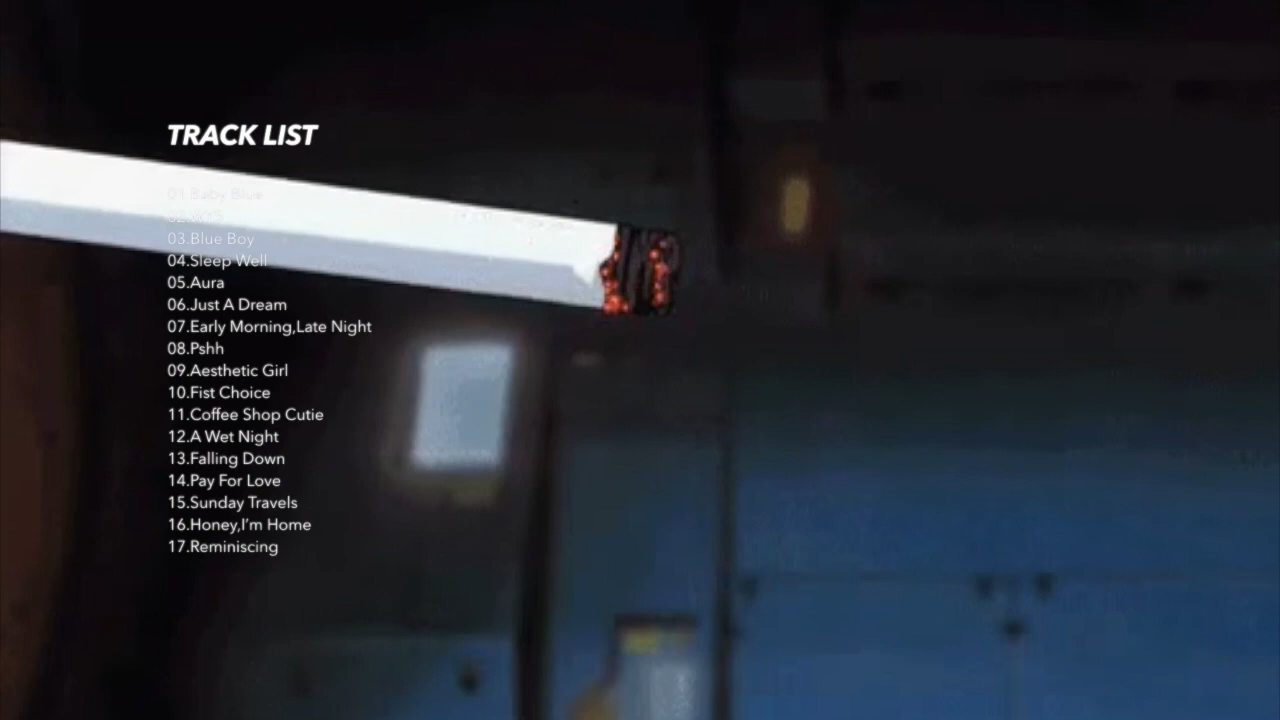 TRACK LIST
01.Baby Blue
02.
03.Blue Boy
04.Sleep Well
05.Aura
06.Just A Dream
07.Early Morning,Late Night
08.Pshh
09.Aesthetic Girl
10.Fist Choice
11.Coffee Shop Cutie
12.A Wet Night
13.Falling Down
14.Pay For Love
15.Sunday Travels
16.Honey,I'm Home
17.Reminiscing